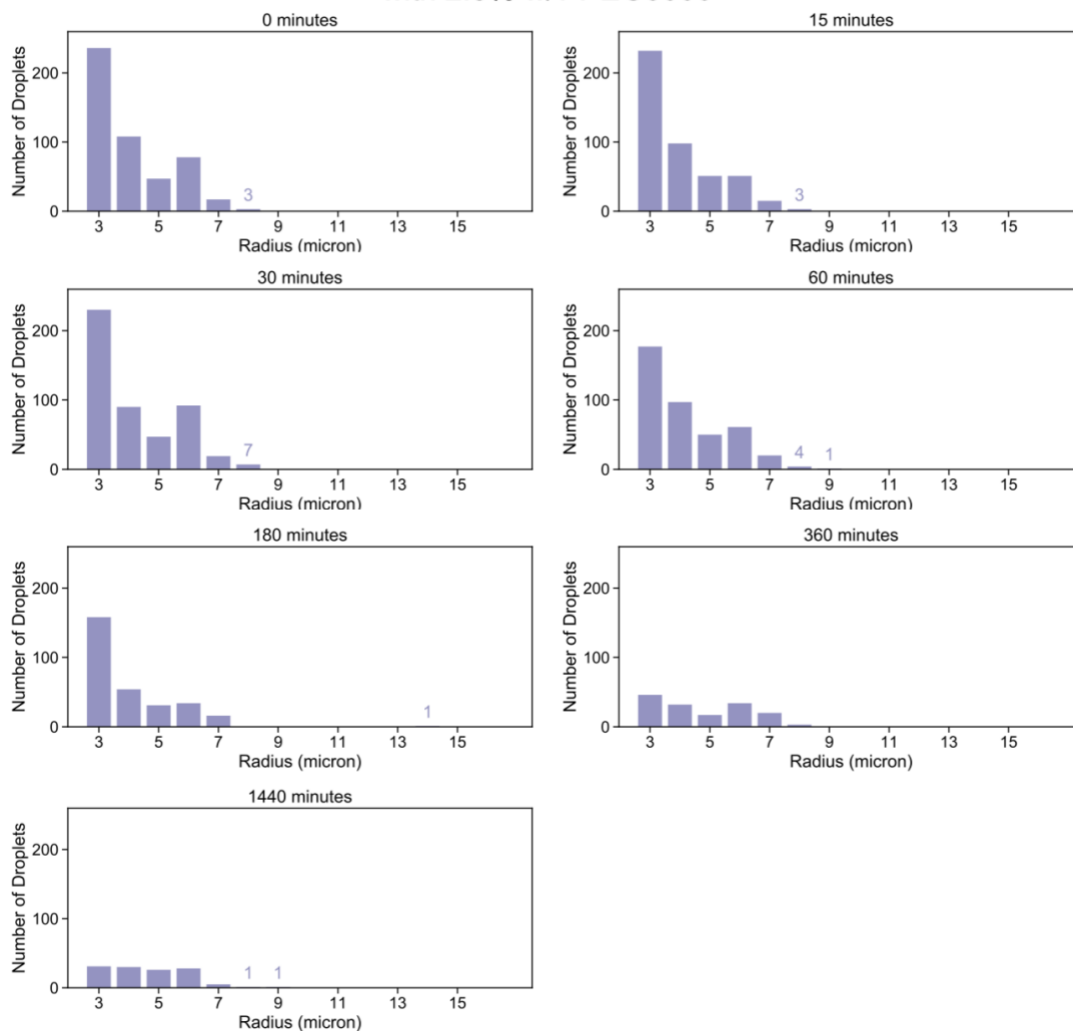 0 minutes
15 minutes
Number of Droplets
200
100
0
3
3 5 7 9 11 13 15
Radius (micron)
Number of Droplets
200
100
0
3
3 5 7 9 11 13 15
Radius (micron)
30 minutes
60 minutes
Number of Droplets
200
100
0
7
3 5 7 9 11 13 15
Radius (micron)
Number of Droplets
200
100
0
4 1
3 5 7 9 11 13 15
Radius (micron)
180 minutes
360 minutes
Number of Droplets
200
100
0
1
3 5 7 9 11 13 15
Radius (micron)
Number of Droplets
200
100
0
3 5 7 9 11 13 15
Radius (micron)
1440 minutes
Number of Droplets
200
100
0
1 1
3 5 7 9 11 13 15
Radius (micron)